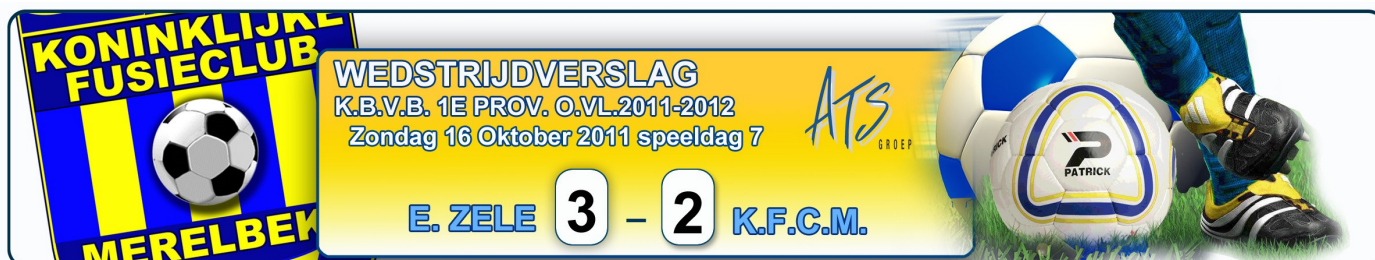 KONINKLIJKE
FUSIECLUB
MERELBEK
WEDSTRIJDVERSLAG
K.B.V.B. 1E PROV. O.VL.2011-2012
Zondag 16 Oktober 2011 speeldag 7
ATS
GROEP
E. ZELE 3 – 2 K.F.C.M.
RICK
PATRICK